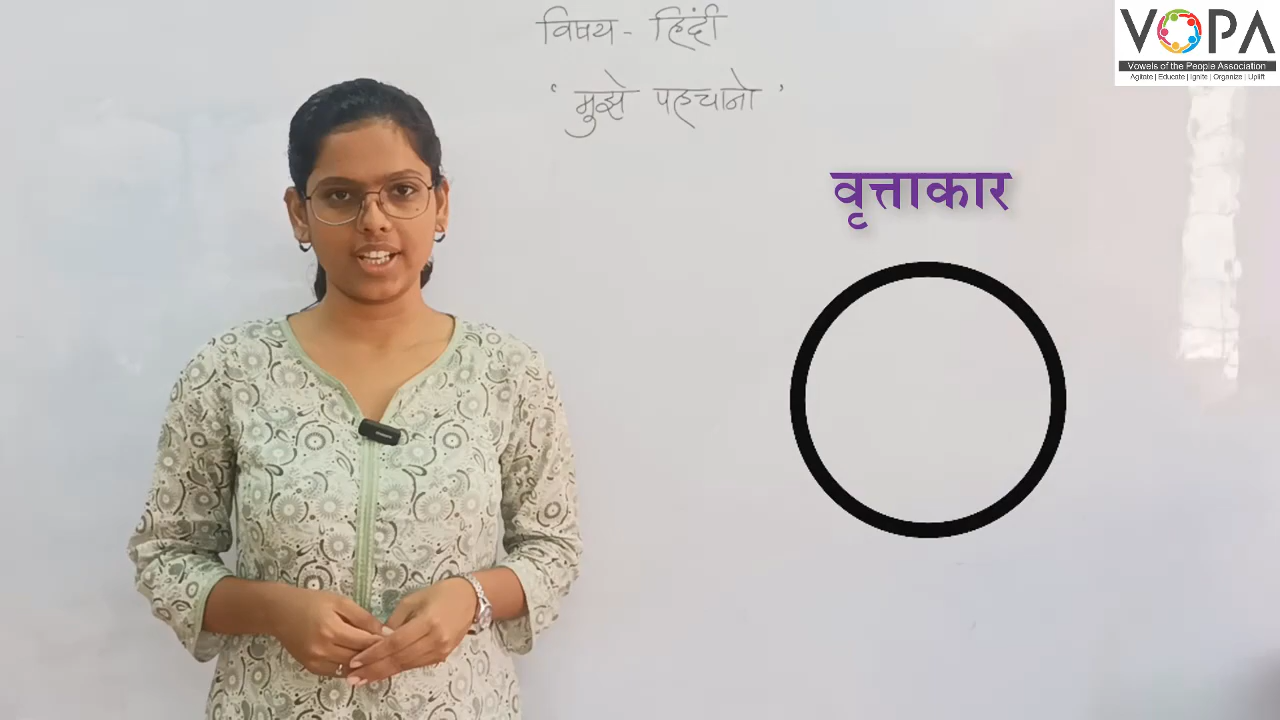 विषय - हिंदी
' मुझे पहचानो '
VOPA
Vowels of the People Association
Agitate | Educate | Ignite | Organize | Uplift
वृत्ताकार